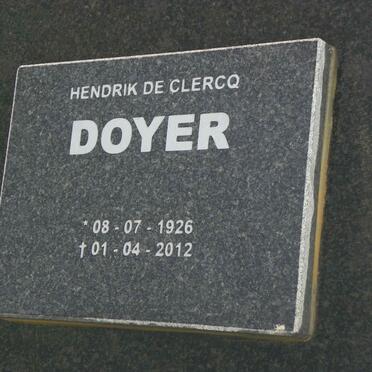 HENDRIK DE CLERCQ
DOYER
* 08 - 07 - 1926
† 01 - 04 - 2012